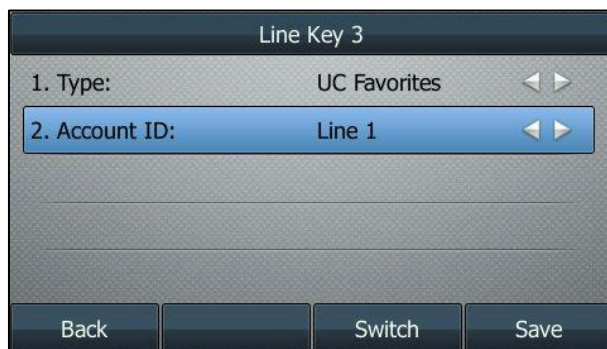 Line Key 3
1. Type: UC Favorites
2. Account ID: Line 1
Back Switch Save